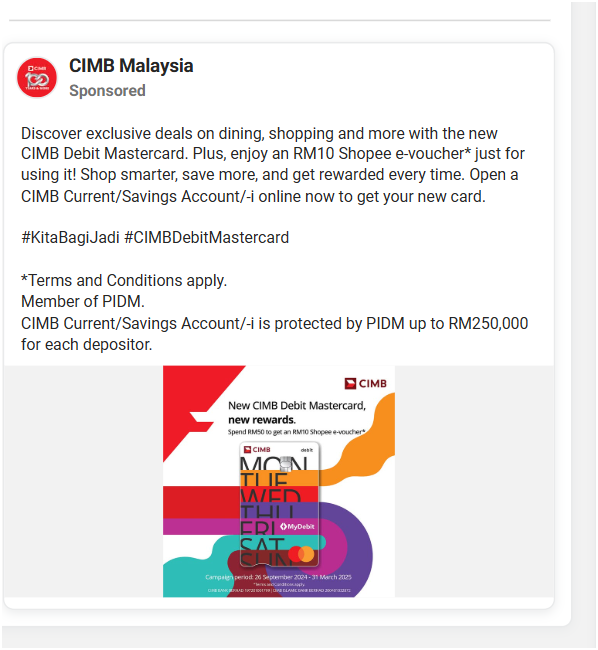 CIMB
100
CIMB Malaysia
Sponsored
Discover exclusive deals on dining, shopping and more with the new
CIMB Debit Mastercard. Plus, enjoy an RM10 Shopee e-voucher* just for
using it! Shop smarter, save more, and get rewarded every time. Open a
CIMB Current/Savings Account/-i online now to get your new card.
#KitaBagiJadi #CIMBDebitMastercard
*Terms and Conditions apply.
Member of PIDM.
CIMB Current/Savings Account/-i is protected by PIDM up to RM250,000
for each depositor.
CIMB
New CIMB Debit Mastercard,
new rewards.
Spend RM50 to get an RM10 Shopee e-voucher*
CIMB debit
MON
TUE
WED
THU
FRI MyDebit
SAT
SUN
Campaign period: 26 September 2024 - 31 March 2025
*Terms and Conditions apply.